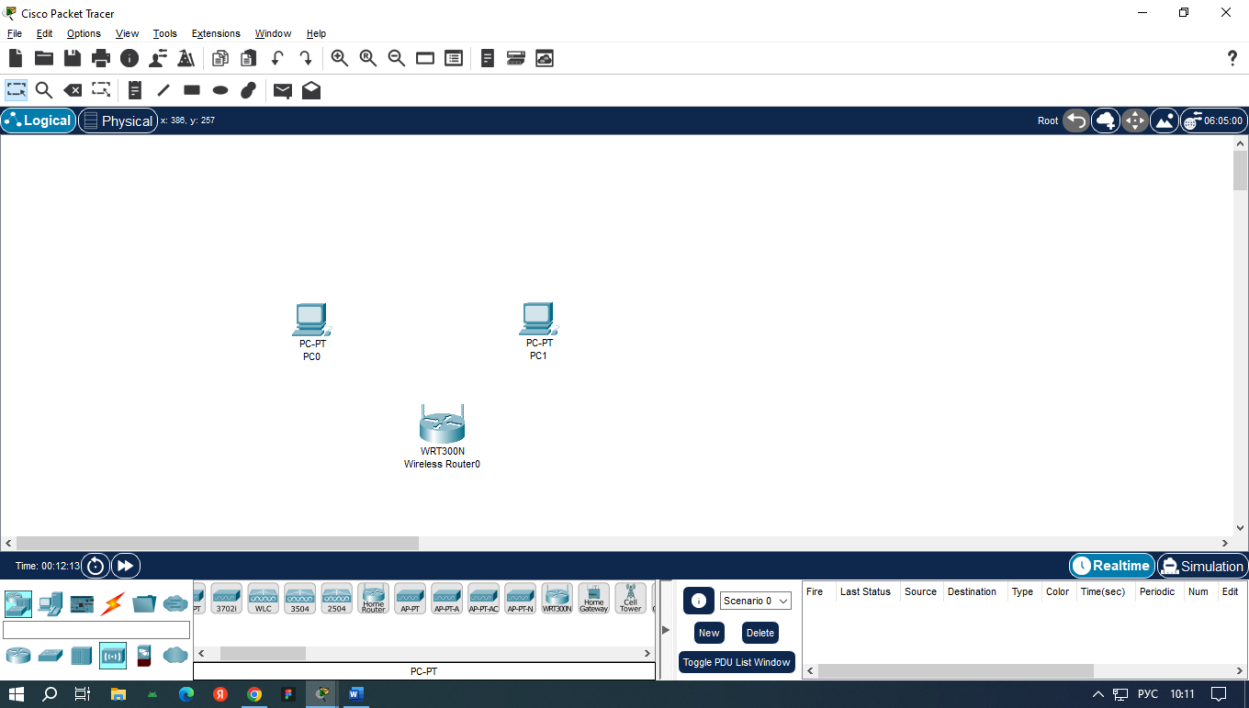 Cisco Packet Tracer
File Edit Options View Tools Extensions Window Help
Logical Physical x: 386, y: 257 Root 06:05:00
PC-PT
PC0
PC-PT
PC1
WRT300N
Wireless Router0
Time: 00:12:13 Realtime Simulation
PT 3702i WLC 3504 2504 Home Router AP-PT AP-PT-A AP-PT-AC AP-PT-N WRT300N Home Gateway Cell Tower
PC-PT
Scenario 0
New Delete
Toggle PDU List Window
Fire Last Status Source Destination Type Color Time(sec) Periodic Num Edit
РУС 10:11